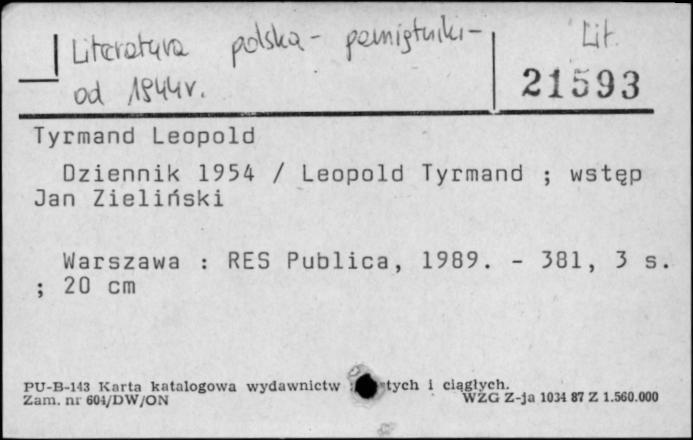 Literatura polska - pamiętniki - Lit.
od 1944r. 21593
Tyrmand Leopold
Dziennik 1954 / Leopold Tyrmand ; wstęp
Jan Zieliński
Warszawa : RES Publica, 1989. - 381, 3 s.
; 20 cm
PU-B-143 Karta katalogowa wydawnictw tych i ciągłych.
Zam. nr 604/DW/ON WZG Z-ja 1034 87 Z 1.560.000